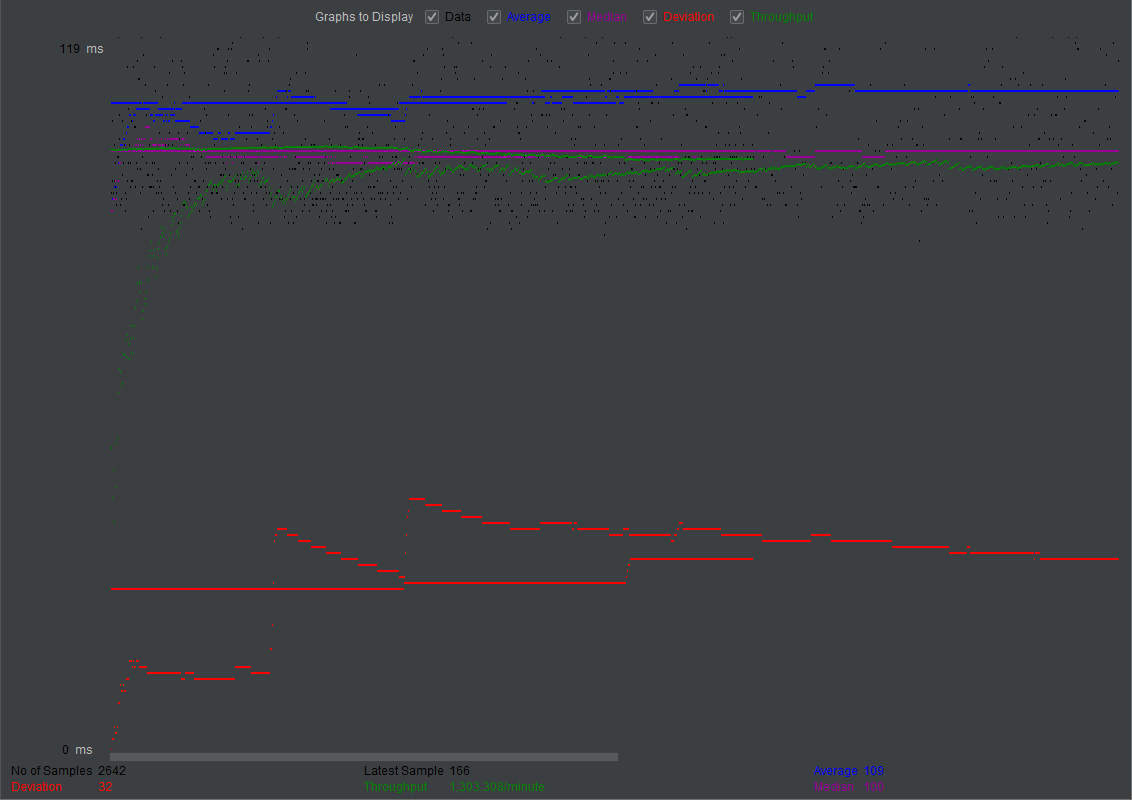 Graphs to Display Data Average Median Deviation Throughput
119 ms
0 ms
No of Samples 2642 Latest Sample 166 Average 109
Deviation 32 Throughput 1,303.308/minute Median